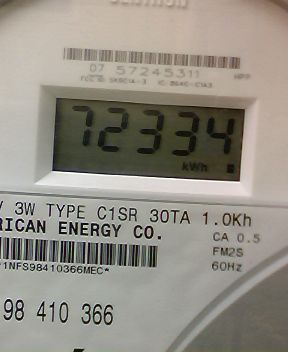 07 57245311
72334
kWh
V 3W TYPE C1SR 30TA 1.0Kh
RICAN ENERGY CO.
CA 0.5
FM2S
1NFS98410366MEC*
60Hz
98 410 366